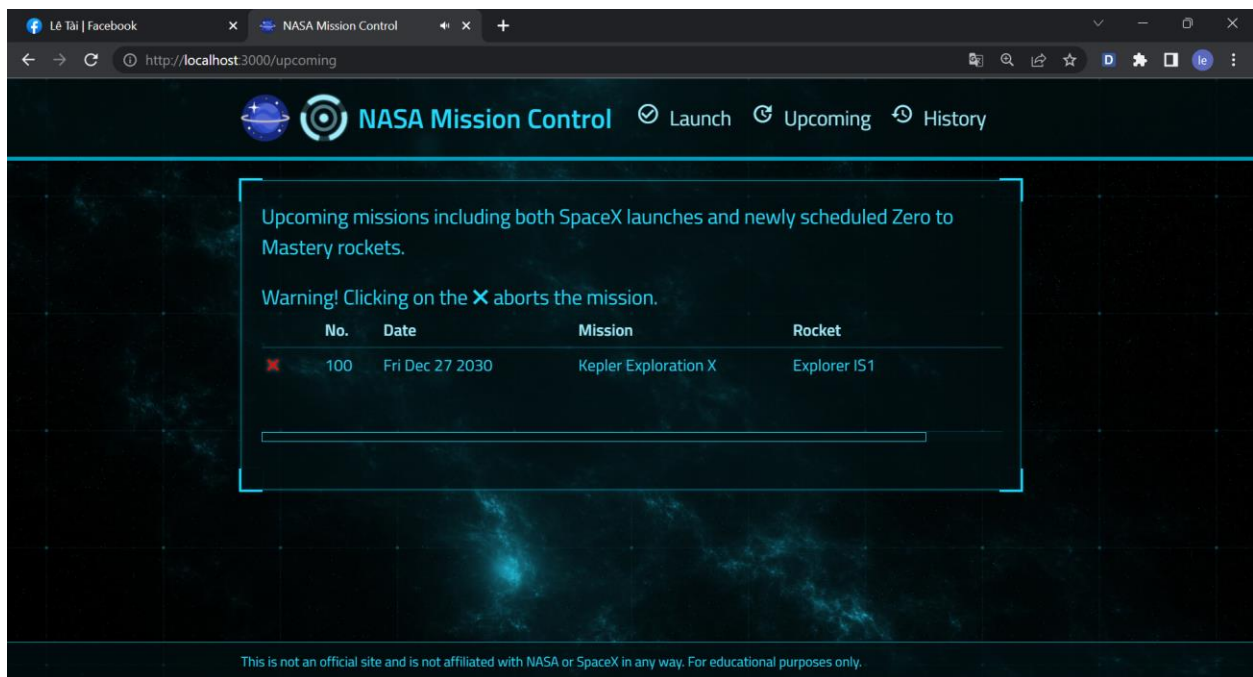 Lê Tài | Facebook
NASA Mission Control
http://localhost:3000/upcoming
D
le
NASA Mission Control
Launch
Upcoming
History
Upcoming missions including both SpaceX launches and newly scheduled Zero to
Mastery rockets.
Warning! Clicking on the ✕ aborts the mission.
No. Date Mission Rocket
100 Fri Dec 27 2030 Kepler Exploration X Explorer IS1
This is not an official site and is not affiliated with NASA or SpaceX in any way. For educational purposes only.